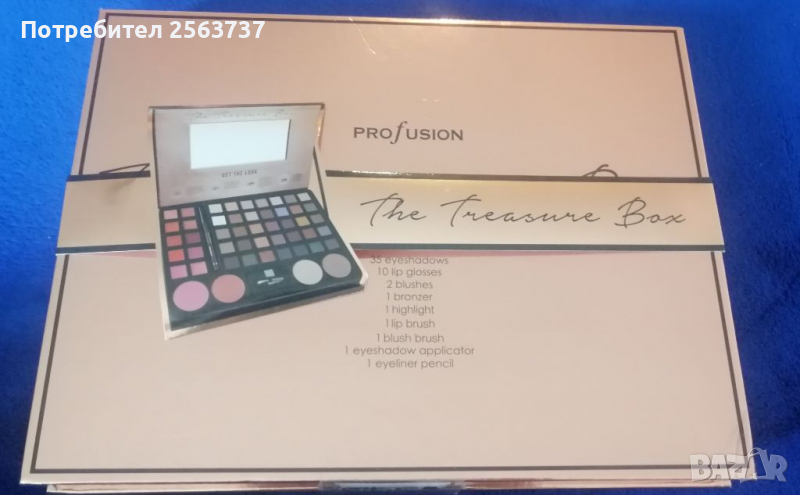 Потребител 2563737
PROfUSION
GET THE LOOK
The Treasure Box
35 eyeshadows
10 lip glosses
2 blushes
1 bronzer
1 highlight
1 lip brush
1 blush brush
1 eyeshadow applicator
1 eyeliner pencil
BAZAR